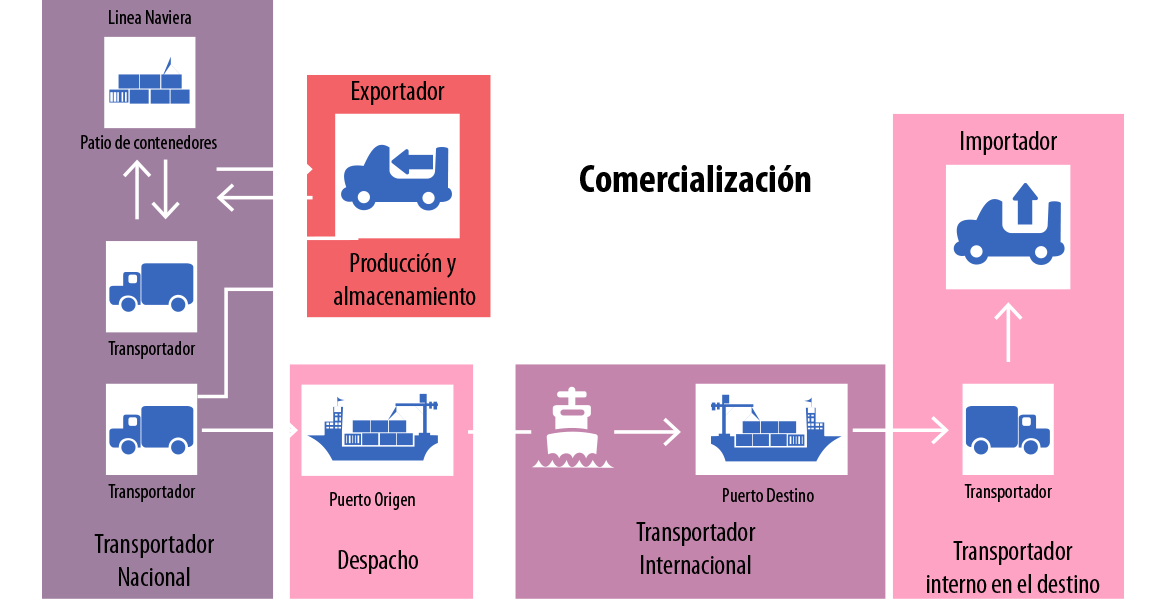 Linea Naviera
Patio de contenedores
Transportador
Transportador
Transportador
Nacional
Exportador
Producción y
almacenamiento
Comercialización
Puerto Origen
Despacho
Puerto Destino
Transportador
Internacional
Importador
Transportador
Transportador
interno en el destino